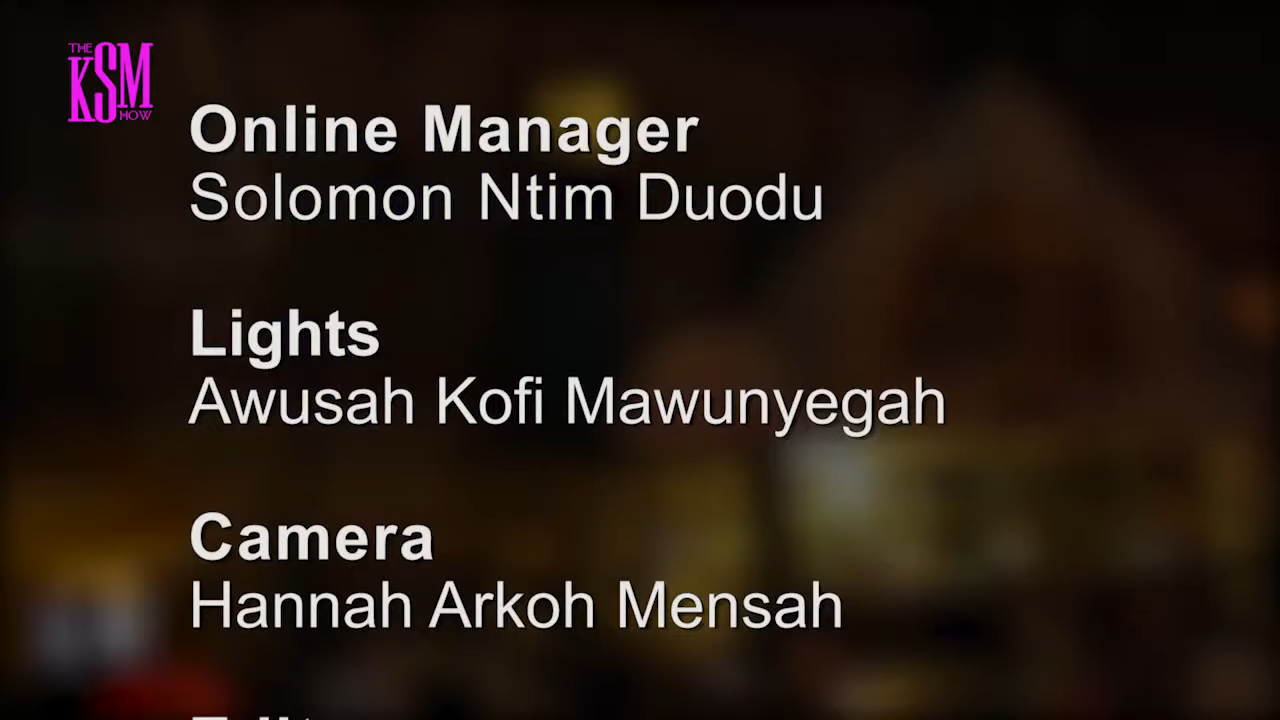 THE
KSM
SHOW
Online Manager
Solomon Ntim Duodu
Lights
Awusah Kofi Mawunyegah
Camera
Hannah Arkoh Mensah